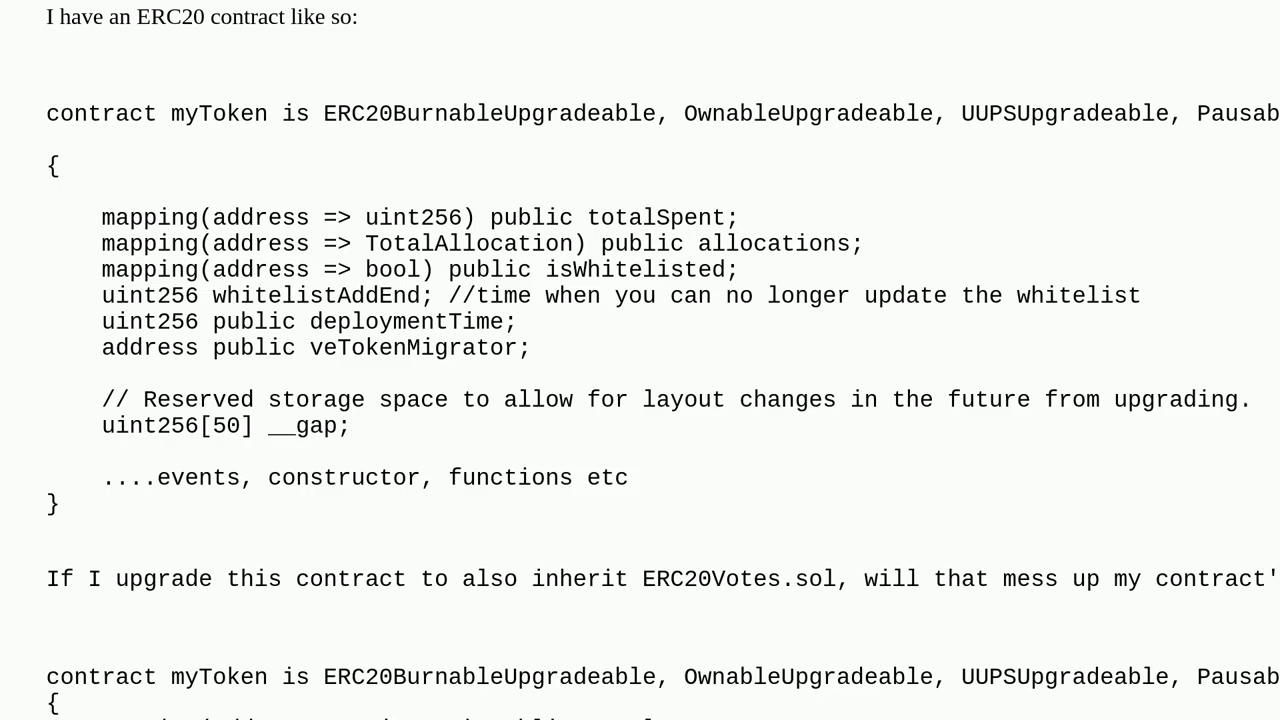 I have an ERC20 contract like so:
contract myToken is ERC20BurnableUpgradeable, OwnableUpgradeable, UUPSUpgradeable, Pausab
{
    mapping(address => uint256) public totalSpent;
    mapping(address => TotalAllocation) public allocations;
    mapping(address => bool) public isWhitelisted;
    uint256 whitelistAddEnd; //time when you can no longer update the whitelist
    uint256 public deploymentTime;
    address public veTokenMigrator;
    // Reserved storage space to allow for layout changes in the future from upgrading.
    uint256[50] __gap;
    ....events, constructor, functions etc
}
If I upgrade this contract to also inherit ERC20Votes.sol, will that mess up my contract'
contract myToken is ERC20BurnableUpgradeable, OwnableUpgradeable, UUPSUpgradeable, Pausab
{